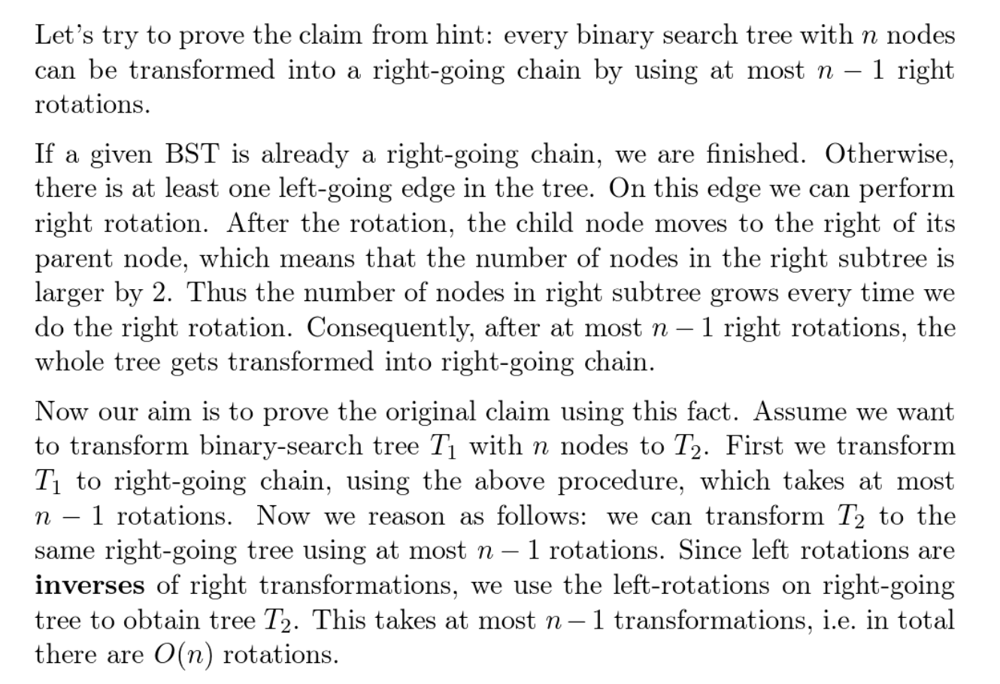 Let's try to prove the claim from hint: every binary search tree with n nodes
can be transformed into a right-going chain by using at most n − 1 right
rotations.
If a given BST is already a right-going chain, we are finished. Otherwise,
there is at least one left-going edge in the tree. On this edge we can perform
right rotation. After the rotation, the child node moves to the right of its
parent node, which means that the number of nodes in the right subtree is
larger by 2. Thus the number of nodes in right subtree grows every time we
do the right rotation. Consequently, after at most n − 1 right rotations, the
whole tree gets transformed into right-going chain.
Now our aim is to prove the original claim using this fact. Assume we want
to transform binary-search tree T₁ with n nodes to T₂. First we transform
T₁ to right-going chain, using the above procedure, which takes at most
n − 1 rotations. Now we reason as follows: we can transform T₂ to the
same right-going tree using at most n − 1 rotations. Since left rotations are
inverses of right transformations, we use the left-rotations on right-going
tree to obtain tree T₂. This takes at most n − 1 transformations, i.e. in total
there are O(n) rotations.